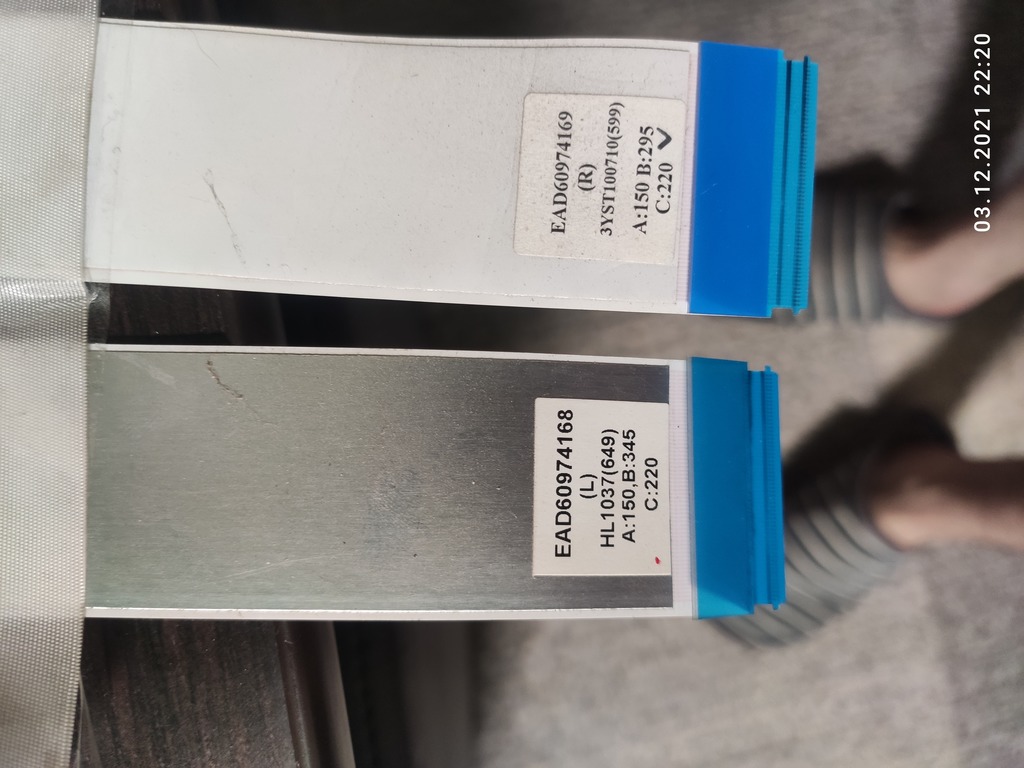 EAD60974169
(R)
3YST100710(599)
A:150 B:295
C:220
EAD60974168
(L)
HL1037(649)
A:150,B:345
C:220
03.12.2021 22:20